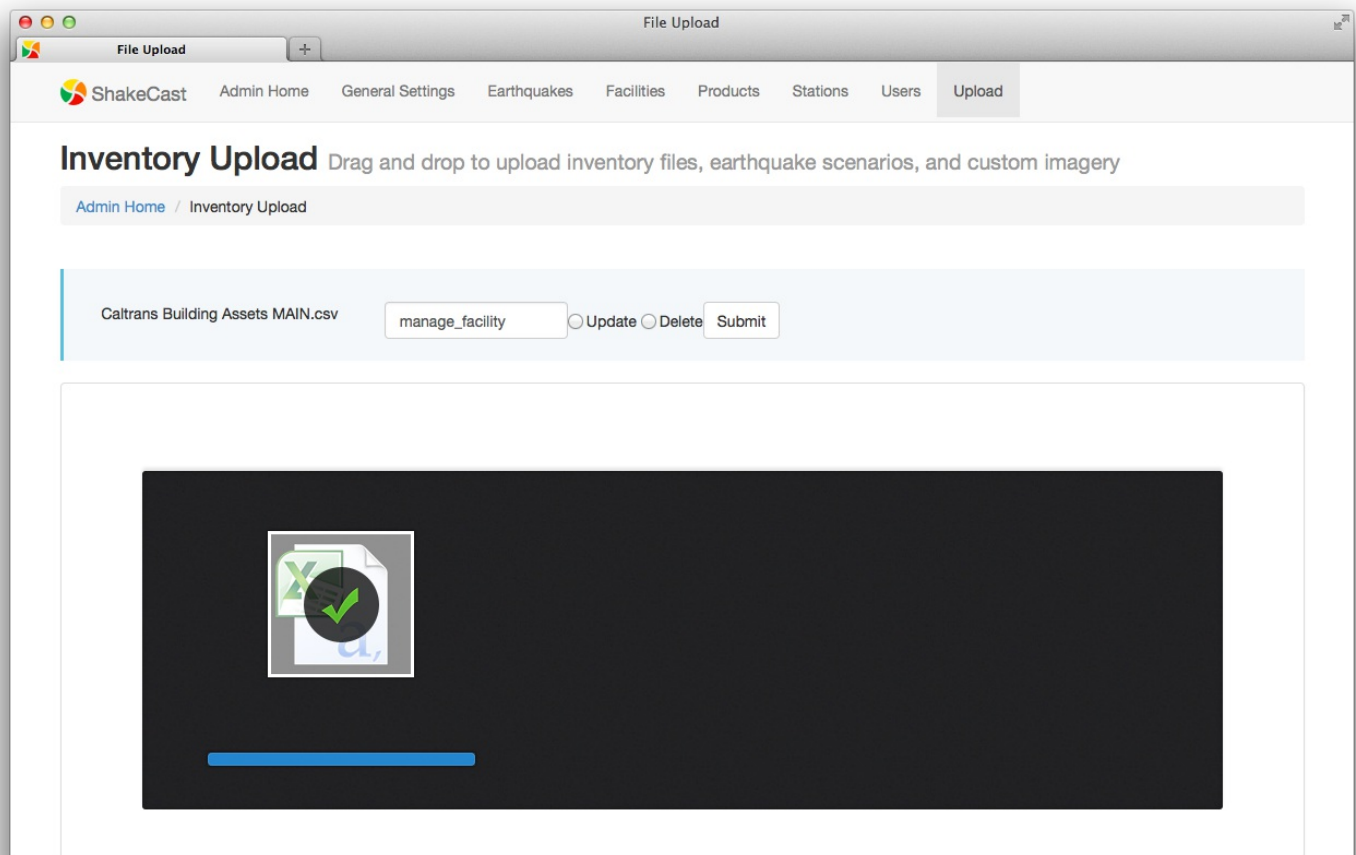 File Upload
File Upload
ShakeCast Admin Home General Settings Earthquakes Facilities Products Stations Users Upload
Inventory Upload Drag and drop to upload inventory files, earthquake scenarios, and custom imagery
Admin Home / Inventory Upload
Caltrans Building Assets MAIN.csv manage_facility Update Delete Submit
X
a,